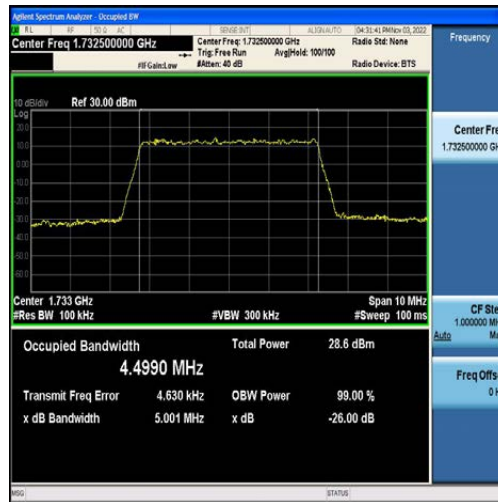 Agilent Spectrum Analyzer - Occupied BW
RL RF 50 Ω AC SENSE:INT ALIGNAUTO 04:31:41 PM Nov 03, 2022
Center Freq 1.732500000 GHz
Center Freq: 1.732500000 GHz
Radio Std: None
Trig: Free Run Avg|Hold: 100/100
#IFGain:Low #Atten: 40 dB Radio Device: BTS
Frequency
10 dB/div Ref 30.00 dBm
Log
20.0
10.0
0.00
-10.0
-20.0
-30.0
-40.0
-50.0
-60.0
Center Fre
1.732500000 GH
Center 1.733 GHz Span 10 MHz
#Res BW 100 kHz #VBW 300 kHz #Sweep 100 ms
CF Ste
1.000000 MH
Auto Ma
Occupied Bandwidth Total Power 28.6 dBm
4.4990 MHz
Transmit Freq Error 4.630 kHz OBW Power 99.00 %
x dB Bandwidth 5.001 MHz x dB -26.00 dB
Freq Offs
0 H
MSG STATUS